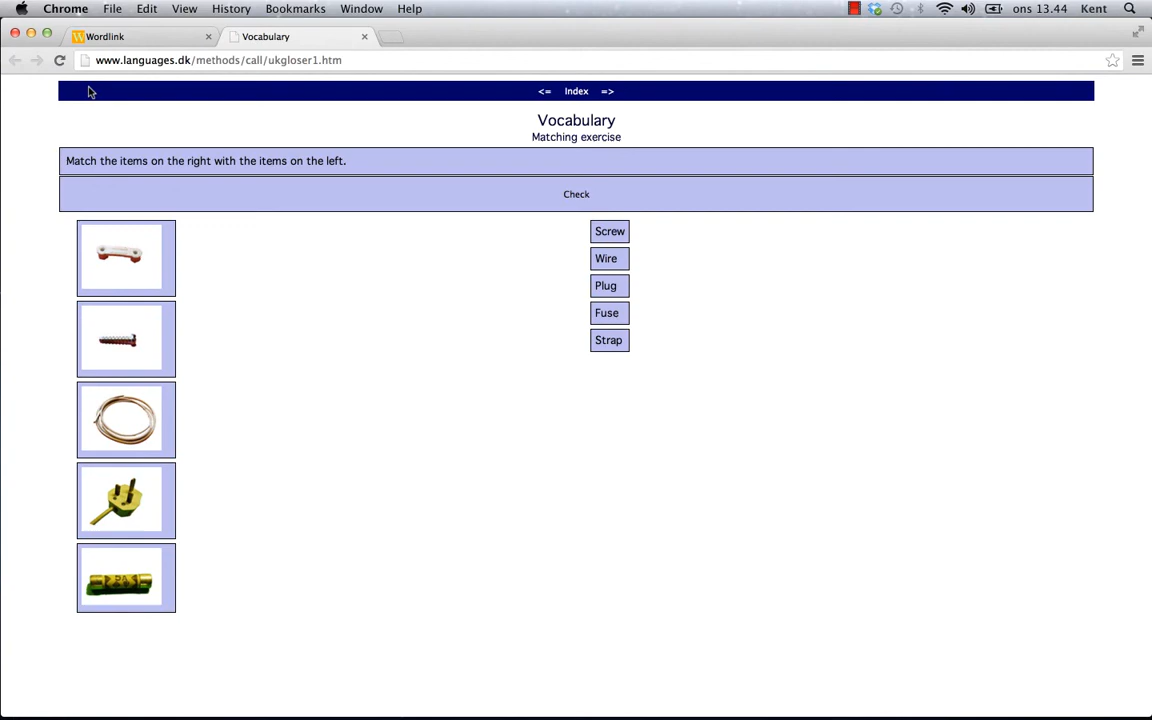 Chrome File Edit View History Bookmarks Window Help ons 13.44 Kent
Wordlink Vocabulary
www.languages.dk/methods/call/ukgloser1.htm
<= Index =>
Vocabulary
Matching exercise
Match the items on the right with the items on the left.
Check
Screw
Wire
Plug
Fuse
Strap